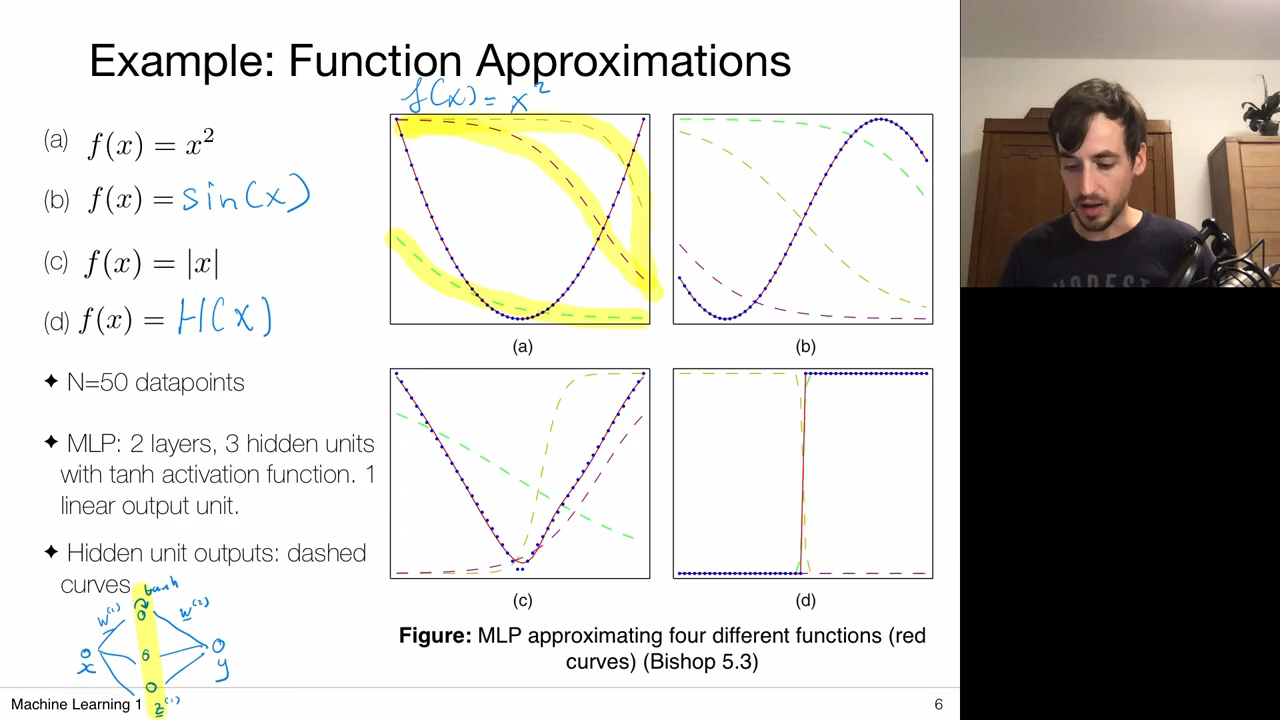 Example: Function Approximations
f(x) = x²
(a) f(x) = x²
(b) f(x) = sin(x)
(c) f(x) = |x|
(d) f(x) = H(x)
✦ N=50 datapoints
✦ MLP: 2 layers, 3 hidden units
with tanh activation function. 1
linear output unit.
✦ Hidden unit outputs: dashed
curves
tanh
w⁽¹⁾
w⁽²⁾
x
y
z⁽¹⁾
(a)
(b)
(c)
(d)
Figure: MLP approximating four different functions (red
curves) (Bishop 5.3)
Machine Learning 1
6